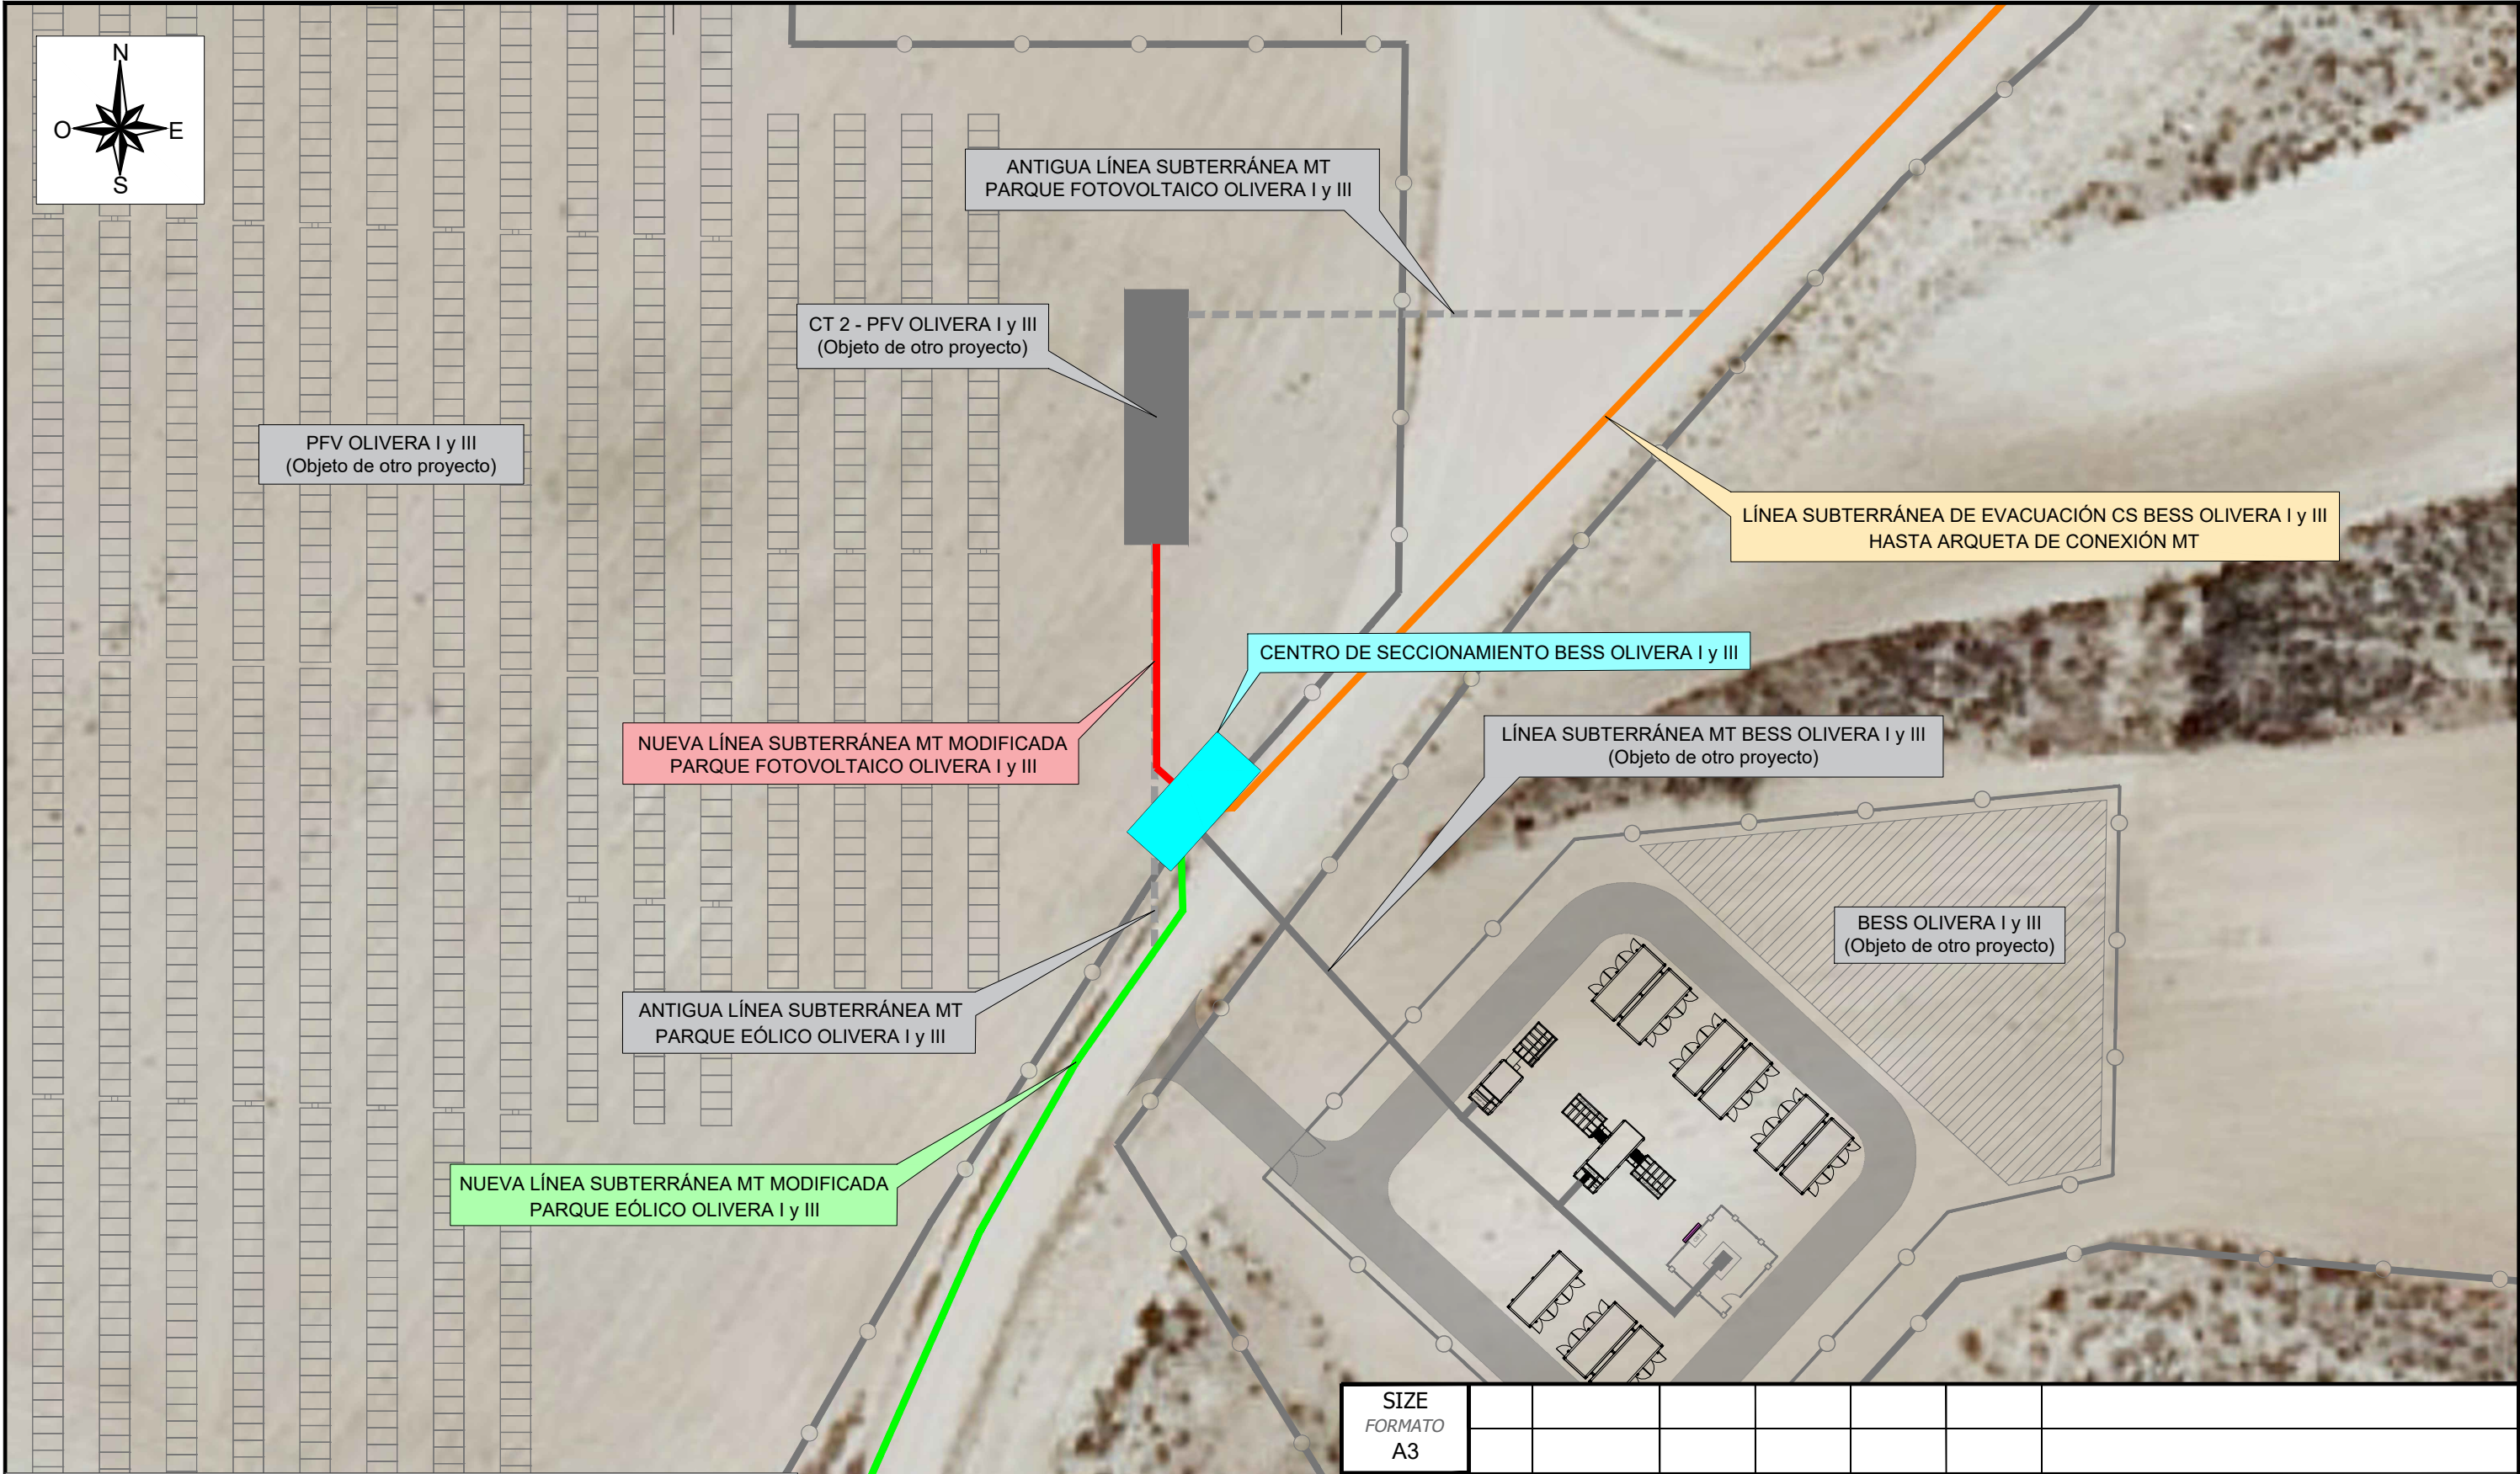 N
O
E
S
ANTIGUA LÍNEA SUBTERRÁNEA MT
PARQUE FOTOVOLTAICO OLIVERA I y III
CT 2 - PFV OLIVERA I y III
(Objeto de otro proyecto)
PFV OLIVERA I y III
(Objeto de otro proyecto)
LÍNEA SUBTERRÁNEA DE EVACUACIÓN CS BESS OLIVERA I y III
HASTA ARQUETA DE CONEXIÓN MT
CENTRO DE SECCIONAMIENTO BESS OLIVERA I y III
NUEVA LÍNEA SUBTERRÁNEA MT MODIFICADA
PARQUE FOTOVOLTAICO OLIVERA I y III
LÍNEA SUBTERRÁNEA MT BESS OLIVERA I y III
(Objeto de otro proyecto)
BESS OLIVERA I y III
(Objeto de otro proyecto)
ANTIGUA LÍNEA SUBTERRÁNEA MT
PARQUE EÓLICO OLIVERA I y III
NUEVA LÍNEA SUBTERRÁNEA MT MODIFICADA
PARQUE EÓLICO OLIVERA I y III
SIZE
FORMATO
A3